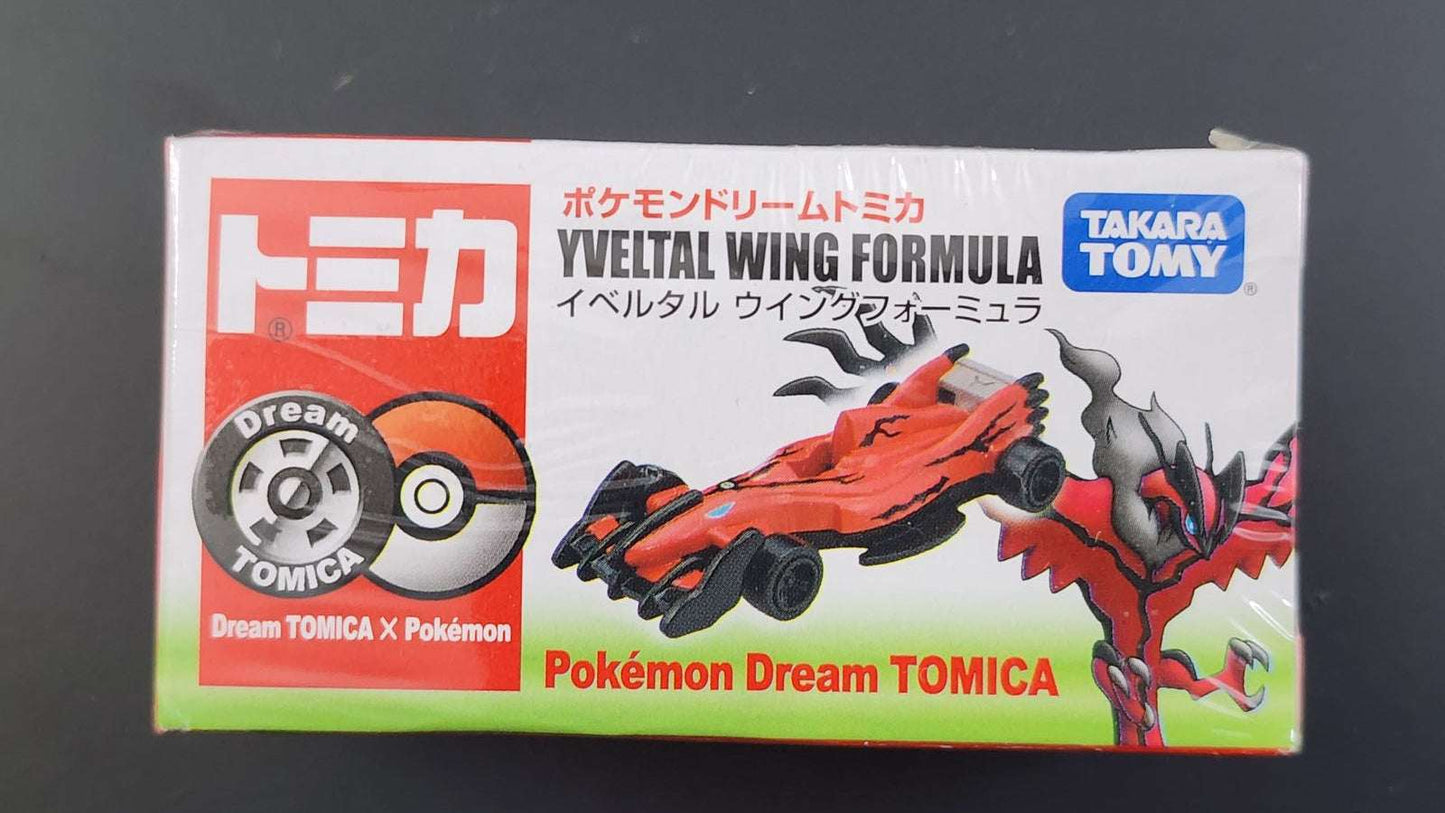 トミカ
®
Dream
TOMICA
Dream TOMICA X Pokémon
ポケモンドリームトミカ
YVELTAL WING FORMULA
イベルタル ウイングフォーミュラ
TAKARA
TOMY
®
Pokémon Dream TOMICA